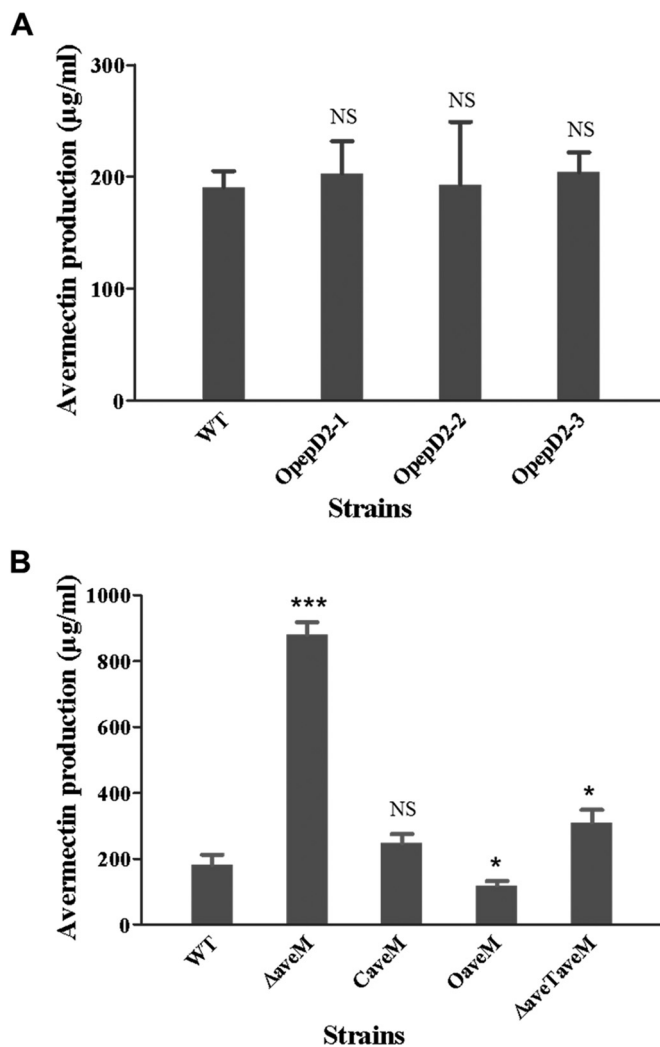 A
Avermectin production (µg/ml)
300
200
100
0
NS
NS
NS
WT
OpepD2-1
OpepD2-2
OpepD2-3
Strains
B
Avermectin production (µg/ml)
1000
800
600
400
200
0
***
NS
*
*
WT
ΔaveM
CaveM
OaveM
ΔaveTaveM
Strains